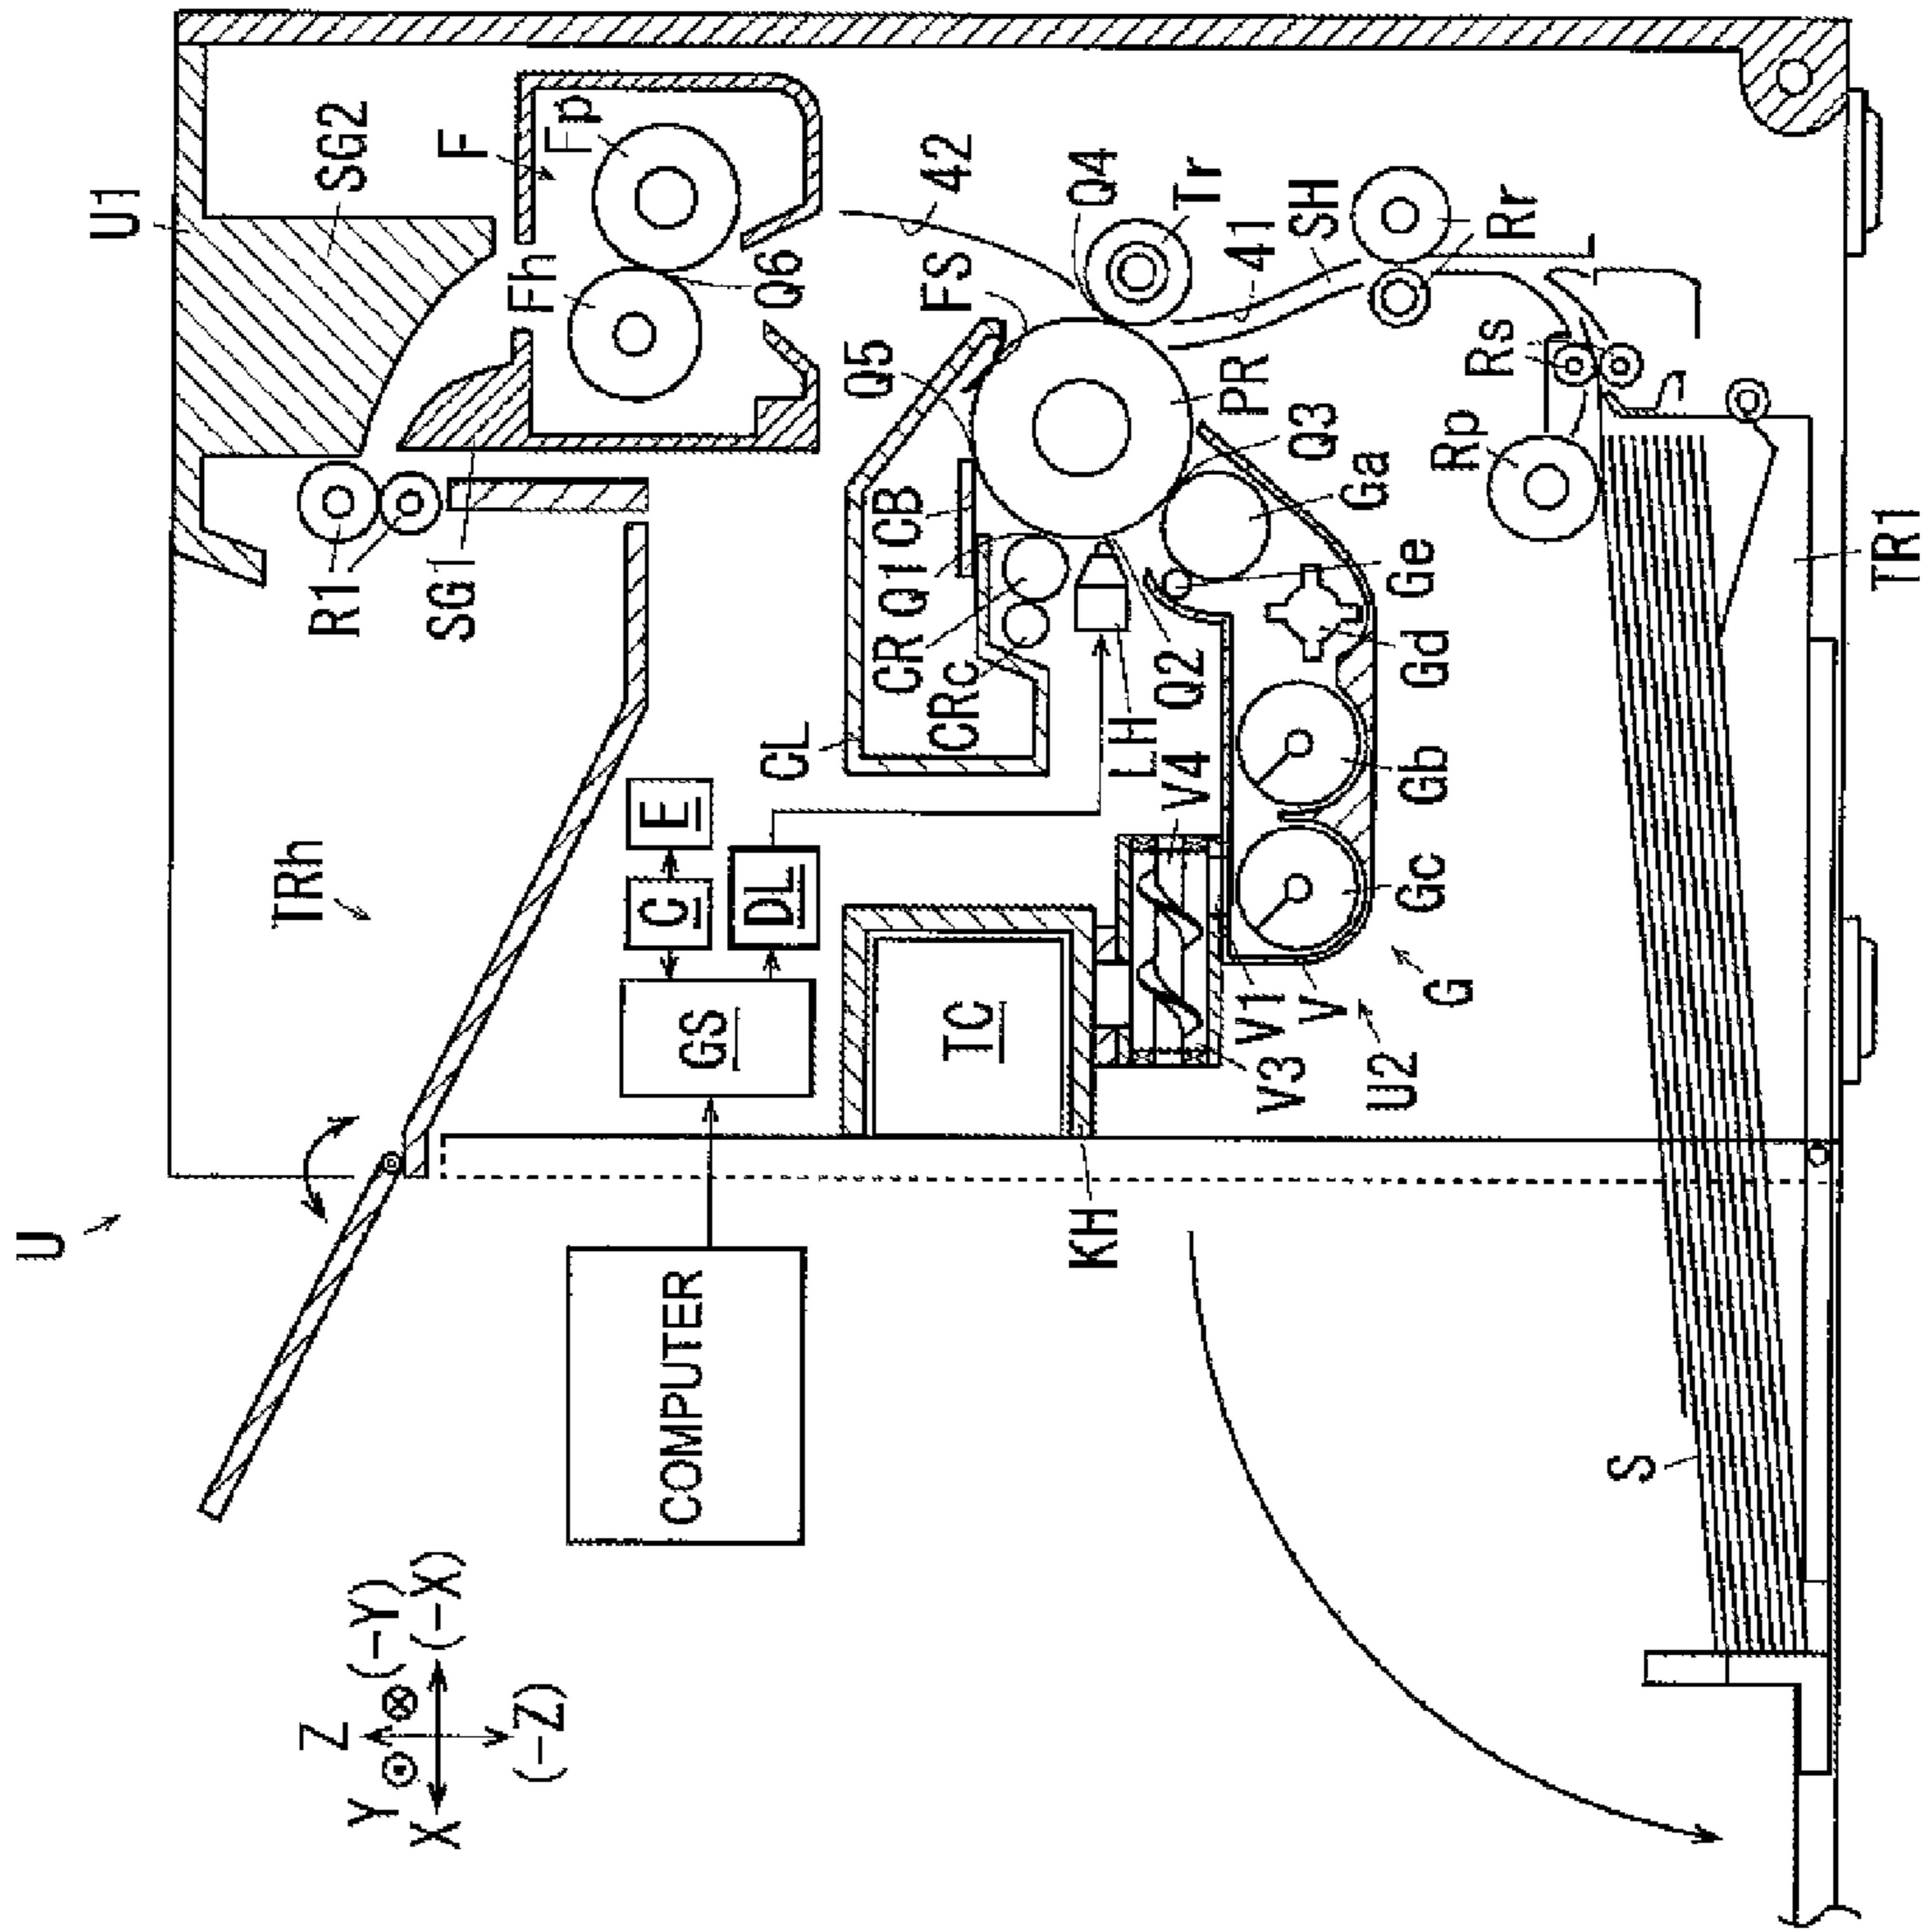 U
U1
SG2
F
Fp
Fh
Q6
42
Q4
Tr
FS
41
SH
Rr
Q5
PR
Q3
Rs
Rp
R1
SG1
CB
Q1
CR
CRc
Ga
Ge
Gd
TR1
CL
LH
Q2
V4
Gb
TRh
E
C
DL
Gc
GS
TC
V1
V
G
V3
U2
KH
COMPUTER
S
(-Y)
(-X)
Z
(-Z)
Y
X